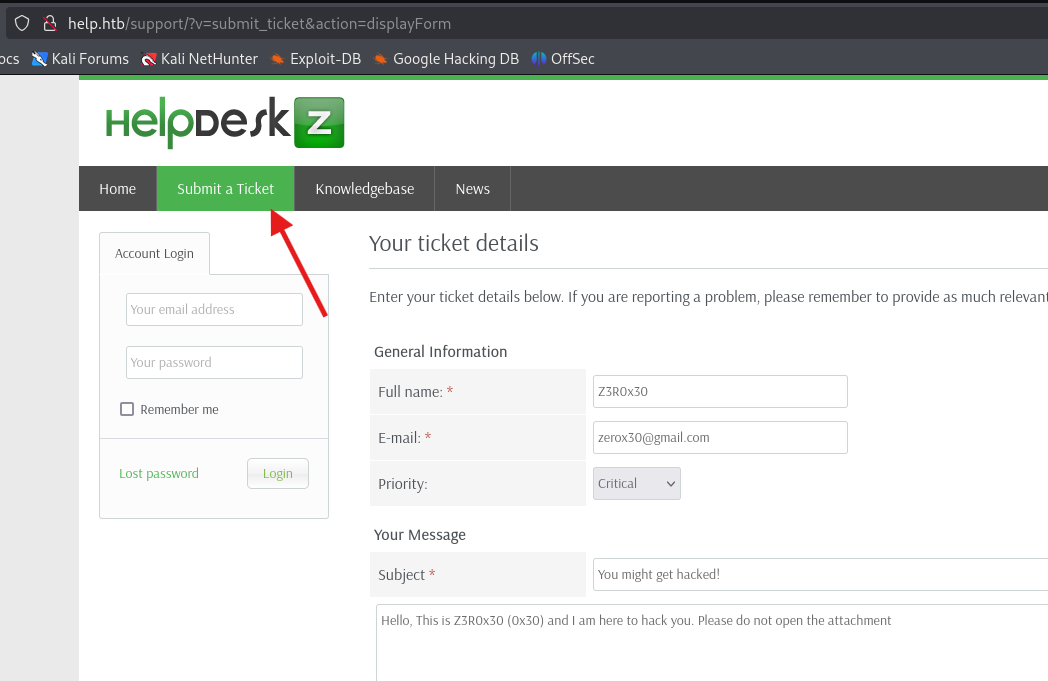 help.htb/support/?v=submit_ticket&action=displayForm
ocs Kali Forums Kali NetHunter Exploit-DB Google Hacking DB OffSec
HelpDesk Z
Home Submit a Ticket Knowledgebase News
Account Login
Your email address
Your password
Remember me
Lost password Login
Your ticket details
Enter your ticket details below. If you are reporting a problem, please remember to provide as much relevant
General Information
Full name: * Z3R0x30
E-mail: * zerox30@gmail.com
Priority: Critical
Your Message
Subject * You might get hacked!
Hello, This is Z3R0x30 (0x30) and I am here to hack you. Please do not open the attachment